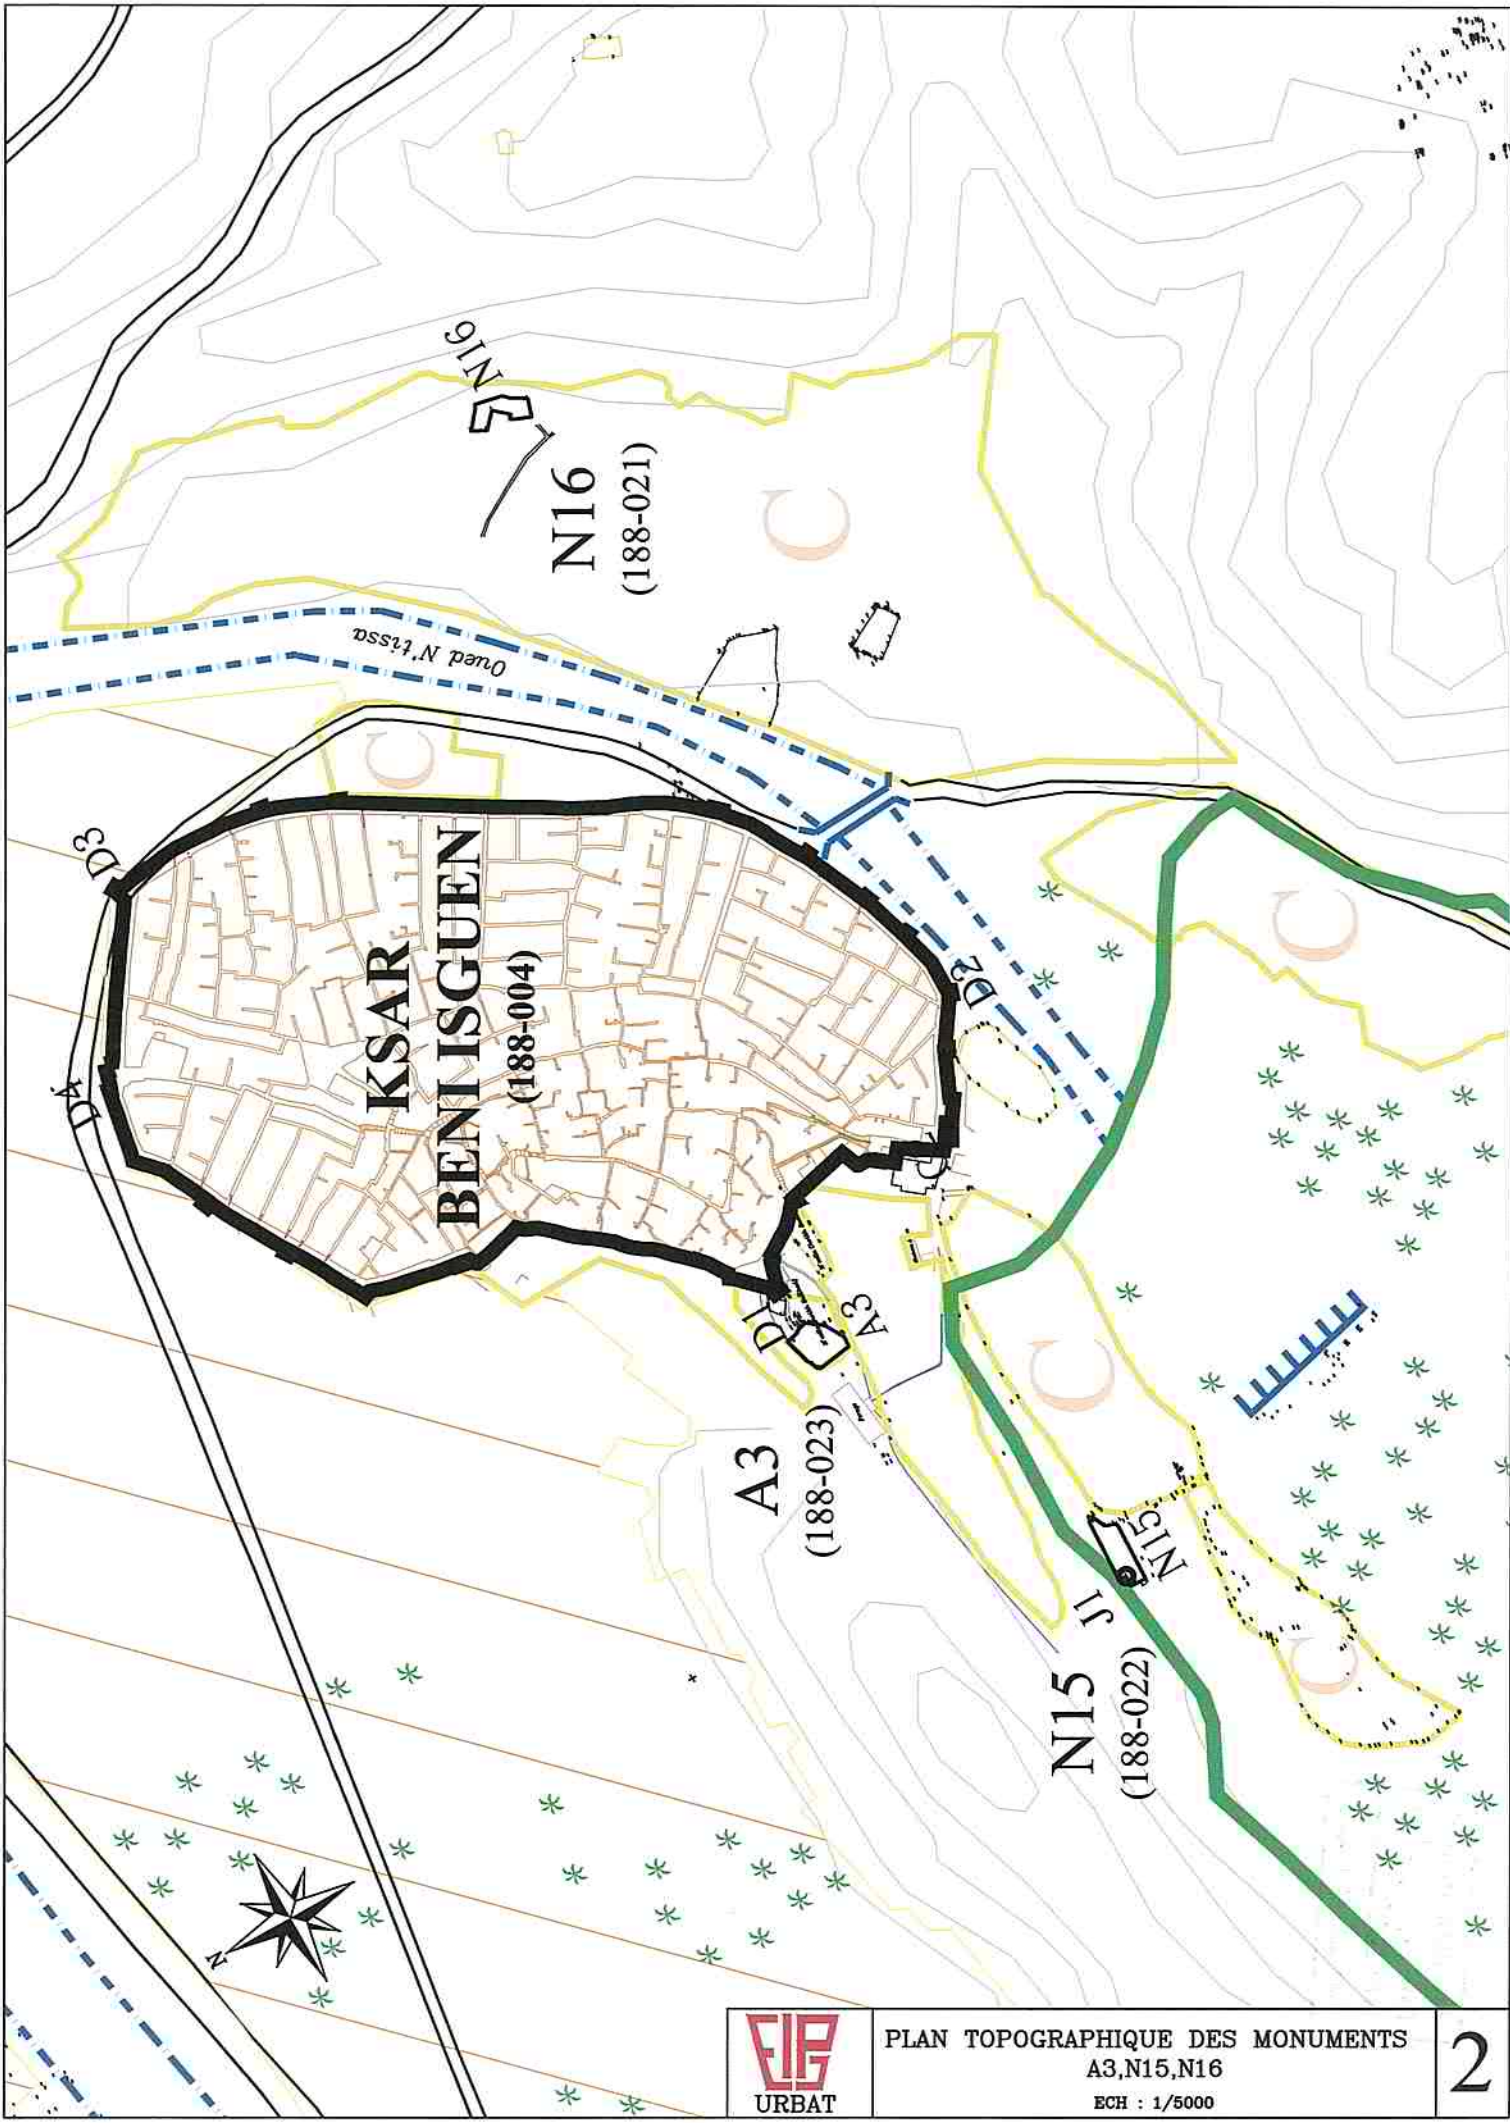 N16
N16
(188-021)
C
Oued N'tissa
C
D3
KSAR
BENI ISGUEN
(188-004)
D2
C
D4
D1
A3
A3
(188-023)
C
N15
J1
N15
(188-022)
C
N
URBAT
PLAN TOPOGRAPHIQUE DES MONUMENTS
A3,N15,N16
ECH : 1/5000
2